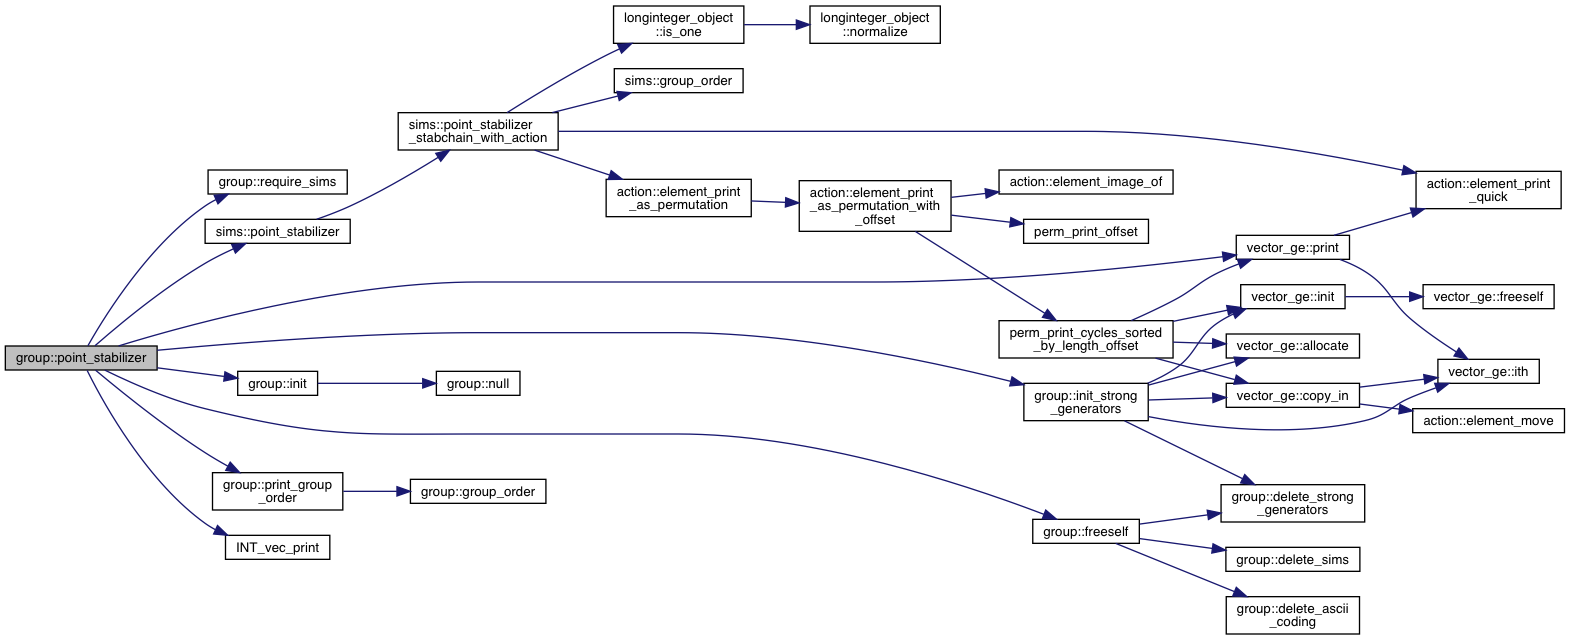 longinteger_object
::is_one
longinteger_object
::normalize
sims::group_order
sims::point_stabilizer
_stabchain_with_action
group::require_sims
action::element_print
_as_permutation
action::element_print
_as_permutation_with
_offset
action::element_image_of
action::element_print
_quick
sims::point_stabilizer
perm_print_offset
vector_ge::print
vector_ge::init
vector_ge::freeself
perm_print_cycles_sorted
_by_length_offset
vector_ge::allocate
group::point_stabilizer
vector_ge::ith
group::init
group::null
group::init_strong
_generators
vector_ge::copy_in
action::element_move
group::print_group
_order
group::group_order
group::delete_strong
_generators
group::freeself
INT_vec_print
group::delete_sims
group::delete_ascii
_coding